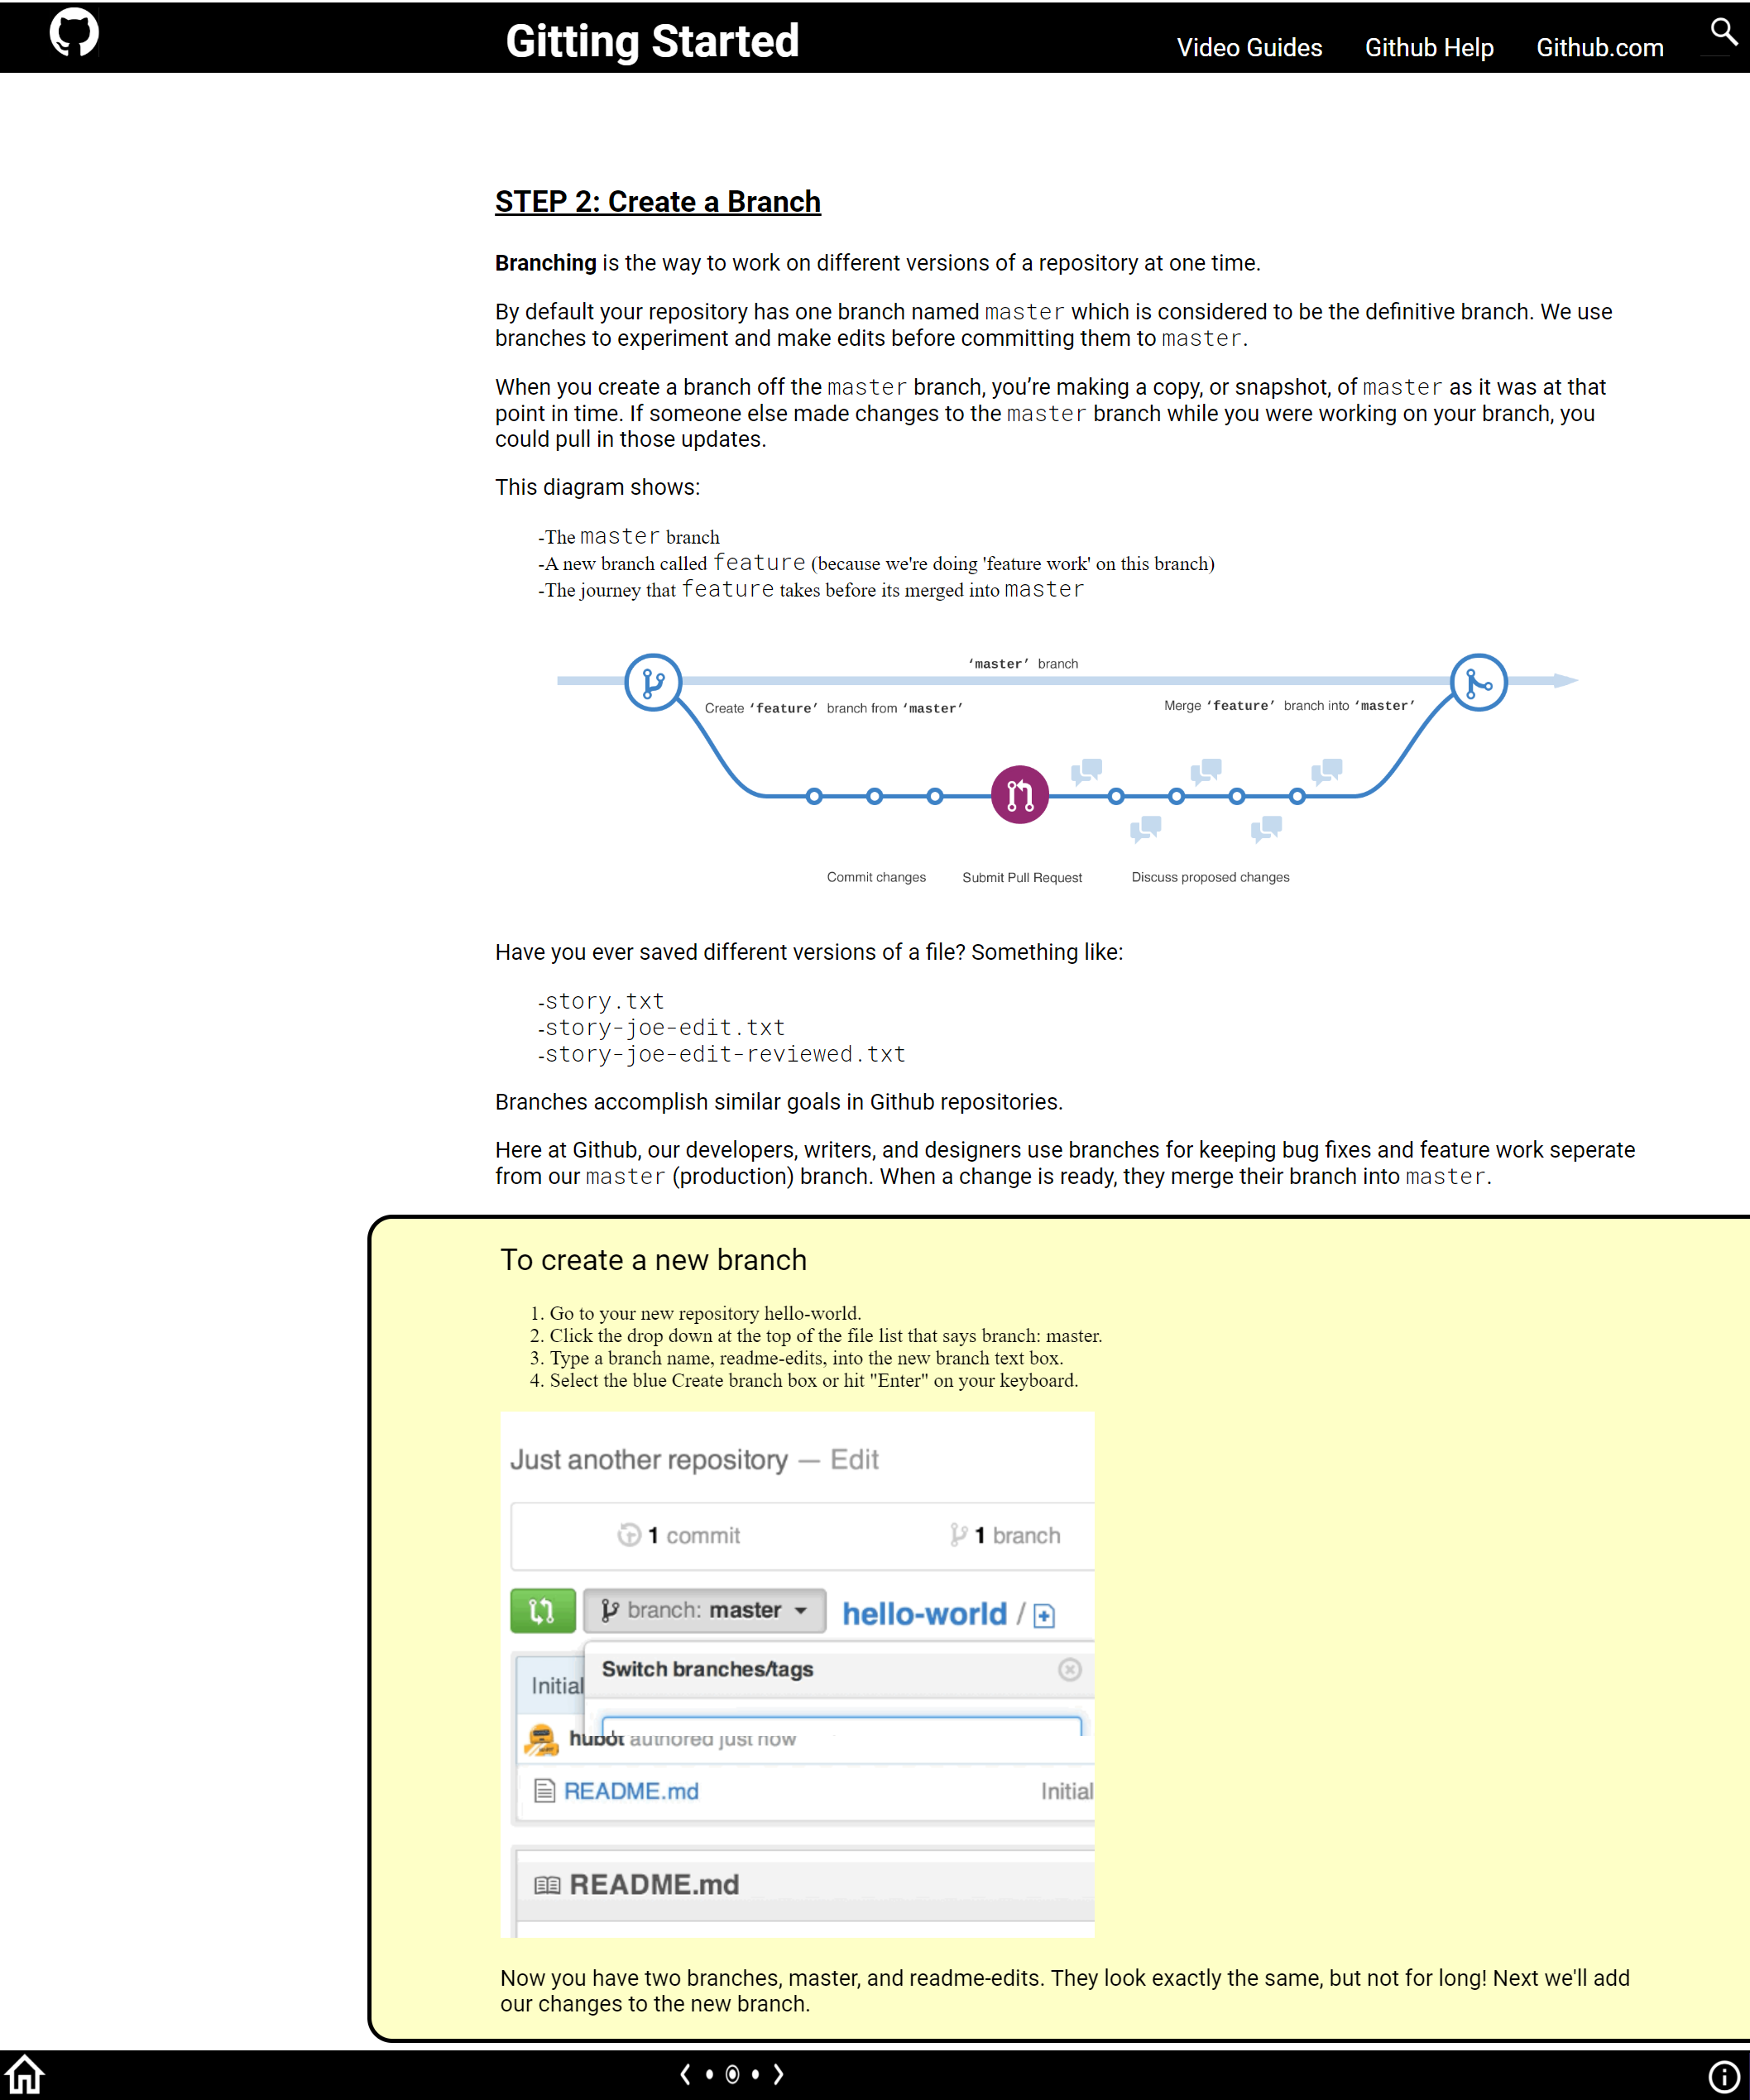 Gitting Started
Video Guides Github Help Github.com
STEP 2: Create a Branch
Branching is the way to work on different versions of a repository at one time.
By default your repository has one branch named master which is considered to be the definitive branch. We use
branches to experiment and make edits before committing them to master.
When you create a branch off the master branch, you’re making a copy, or snapshot, of master as it was at that
point in time. If someone else made changes to the master branch while you were working on your branch, you
could pull in those updates.
This diagram shows:
-The master branch
-A new branch called feature (because we're doing 'feature work' on this branch)
-The journey that feature takes before its merged into master
‘master’ branch
Create ‘feature’ branch from ‘master’
Merge ‘feature’ branch into ‘master’
Commit changes Submit Pull Request Discuss proposed changes
Have you ever saved different versions of a file? Something like:
-story.txt
-story-joe-edit.txt
-story-joe-edit-reviewed.txt
Branches accomplish similar goals in Github repositories.
Here at Github, our developers, writers, and designers use branches for keeping bug fixes and feature work seperate
from our master (production) branch. When a change is ready, they merge their branch into master.
To create a new branch
1. Go to your new repository hello-world.
2. Click the drop down at the top of the file list that says branch: master.
3. Type a branch name, readme-edits, into the new branch text box.
4. Select the blue Create branch box or hit "Enter" on your keyboard.
Just another repository — Edit
1 commit 1 branch
branch: master hello-world /
Switch branches/tags
Initial
hubot authored just now
README.md Initial
README.md
Now you have two branches, master, and readme-edits. They look exactly the same, but not for long! Next we'll add
our changes to the new branch.